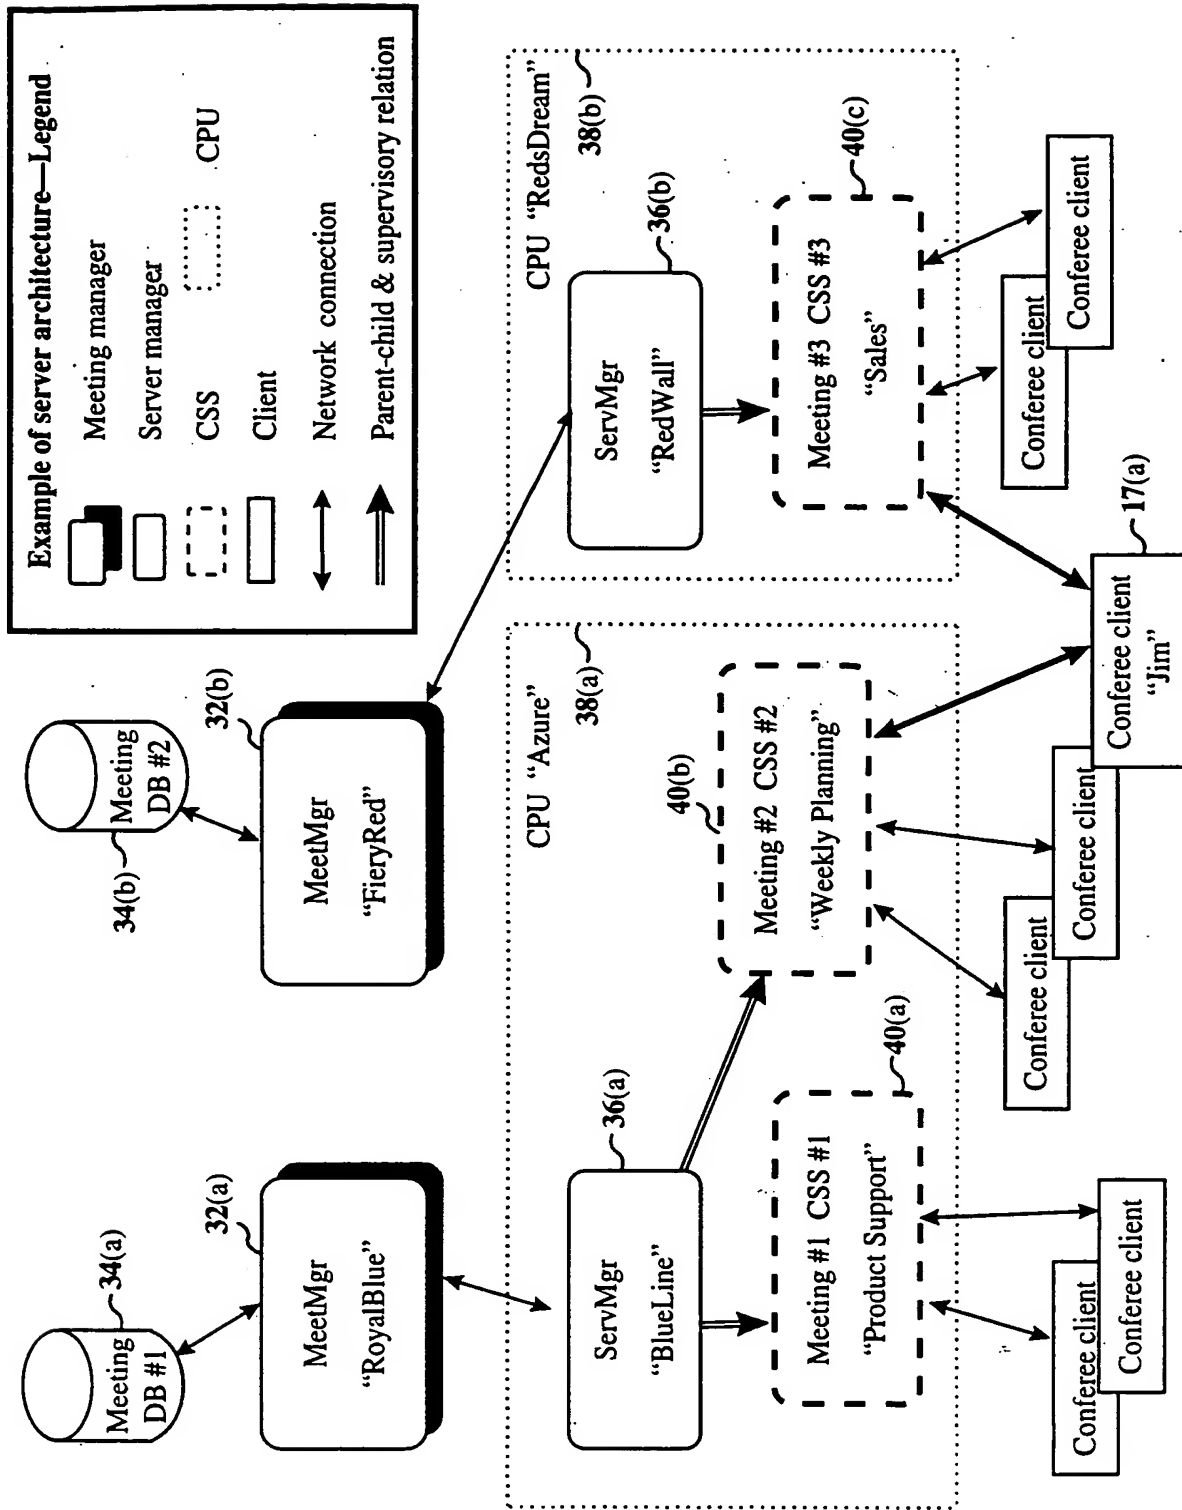 Example of server architecture—Legend
Meeting manager
Server manager
CSS
CPU
Client
Network connection
Parent-child & supervisory relation
34(a)
Meeting
DB #1
34(b)
Meeting
DB #2
32(a)
MeetMgr
“RoyalBlue”
32(b)
MeetMgr
“FieryRed”
CPU “Azure”
38(a)
ServMgr
“BlueLine”
36(a)
Meeting #1 CSS #1
“Product Support”
40(a)
40(b)
Meeting #2 CSS #2
“Weekly Planning”
CPU “RedsDream”
38(b)
ServMgr
“RedWall”
36(b)
Meeting #3 CSS #3
“Sales”
40(c)
Conferee client
Conferee client
Conferee client
Conferee client
Conferee client
“Jim”
17(a)
Conferee client
Conferee client